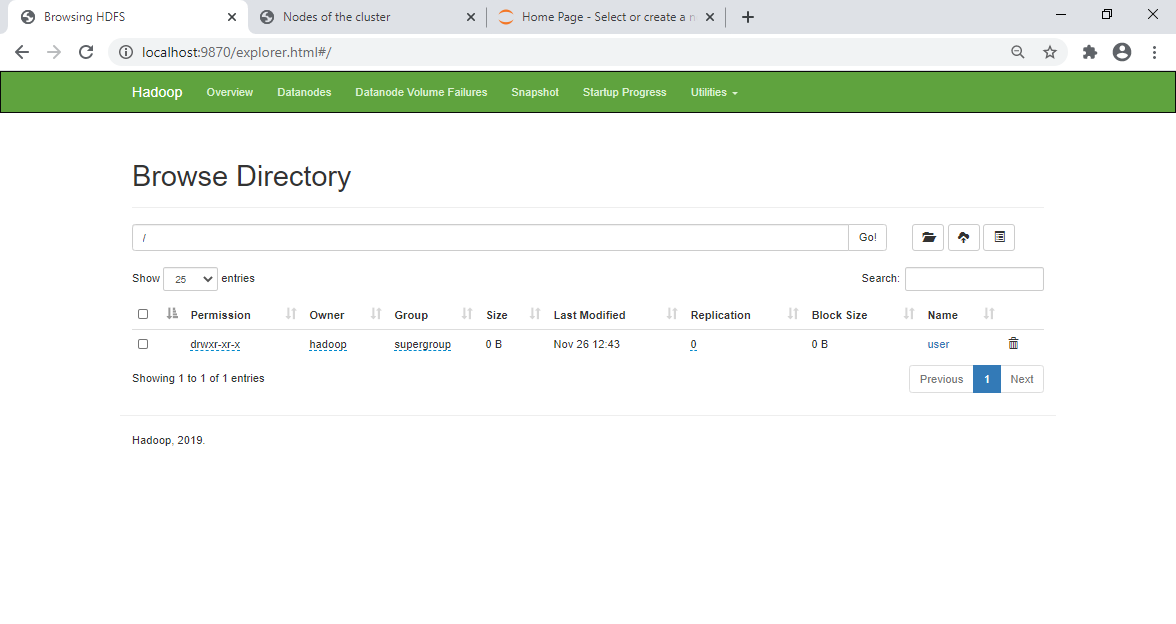 Browsing HDFS Nodes of the cluster Home Page - Select or create a n
localhost:9870/explorer.html#/
Hadoop Overview Datanodes Datanode Volume Failures Snapshot Startup Progress Utilities
Browse Directory
/ Go!
Show 25 entries Search:
Permission Owner Group Size Last Modified Replication Block Size Name
drwxr-xr-x hadoop supergroup 0 B Nov 26 12:43 0 0 B user
Showing 1 to 1 of 1 entries Previous 1 Next
Hadoop, 2019.